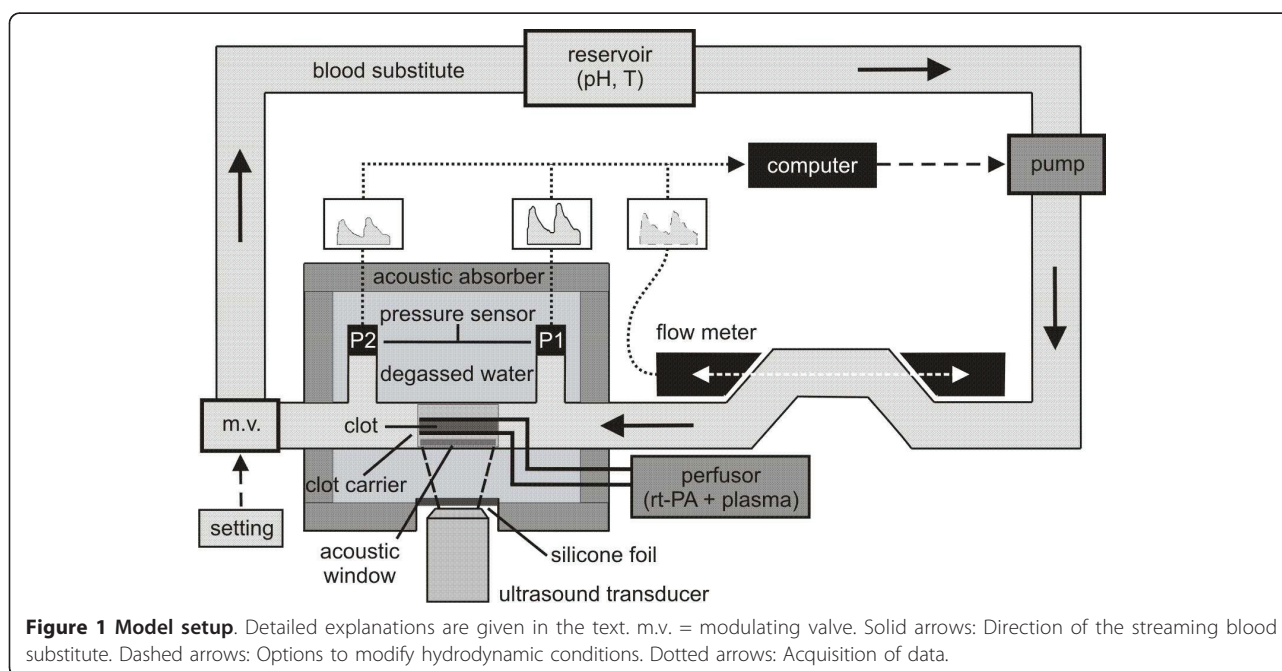 reservoir
(pH, T)
blood substitute
computer
pump
acoustic absorber
pressure sensor
P2
P1
flow meter
degassed water
m.v.
clot
clot carrier
perfusor
(rt-PA + plasma)
setting
acoustic
window
silicone foil
ultrasound transducer
Figure 1 Model setup. Detailed explanations are given in the text. m.v. = modulating valve. Solid arrows: Direction of the streaming blood
substitute. Dashed arrows: Options to modify hydrodynamic conditions. Dotted arrows: Acquisition of data.